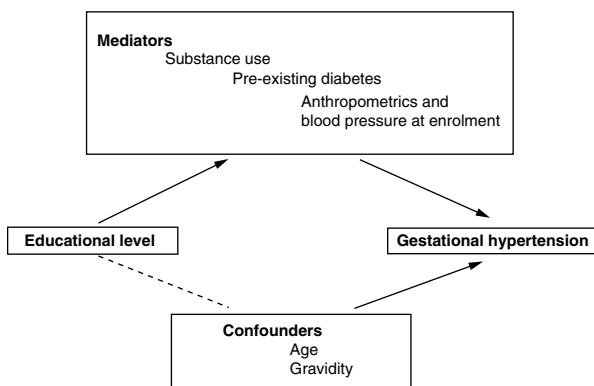 Mediators
Substance use
Pre-existing diabetes
Anthropometrics and
blood pressure at enrolment
Educational level
Gestational hypertension
Confounders
Age
Gravidity